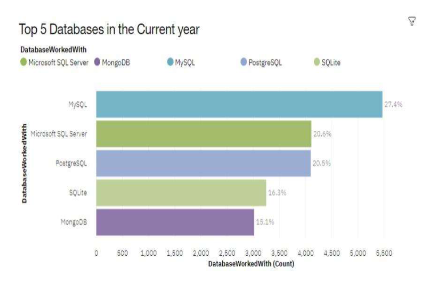 Top 5 Databases in the Current year
DatabaseWorkedWith
Microsoft SQL Server MongoDB MySQL PostgreSQL SQLite
DatabaseWorkedWith
MySQL 27.4%
Microsoft SQL Server 20.6%
PostgreSQL 20.5%
SQLite 16.3%
MongoDB 15.1%
0 500 1,000 1,500 2,000 2,500 3,000 3,500 4,000 4,500 5,000 5,500
DatabaseWorkedWith (Count)